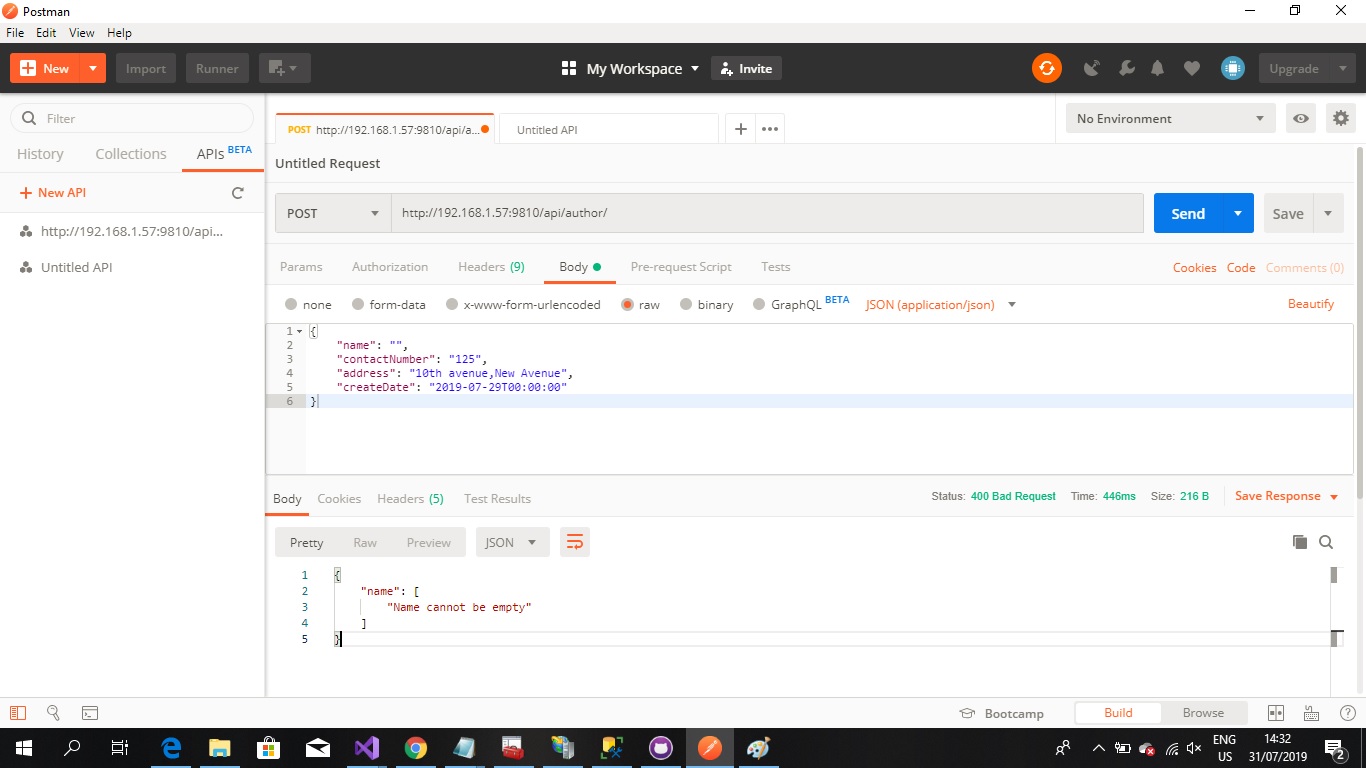 Postman
File Edit View Help
New Import Runner My Workspace Invite Upgrade
Filter
History Collections APIs BETA
New API
http://192.168.1.57:9810/api...
Untitled API
POST http://192.168.1.57:9810/api/a... Untitled API No Environment
Untitled Request
POST http://192.168.1.57:9810/api/author/ Send Save
Params Authorization Headers (9) Body Pre-request Script Tests Cookies Code Comments (0)
none form-data x-www-form-urlencoded raw binary GraphQL BETA JSON (application/json) Beautify
1 {
2 "name": "",
3 "contactNumber": "125",
4 "address": "10th avenue,New Avenue",
5 "createDate": "2019-07-29T00:00:00"
6 }
Body Cookies Headers (5) Test Results Status: 400 Bad Request Time: 446ms Size: 216 B Save Response
Pretty Raw Preview JSON
1 {
2 "name": [
3 "Name cannot be empty"
4 ]
5 }
Bootcamp Build Browse
ENG 14:32
US 31/07/2019 2